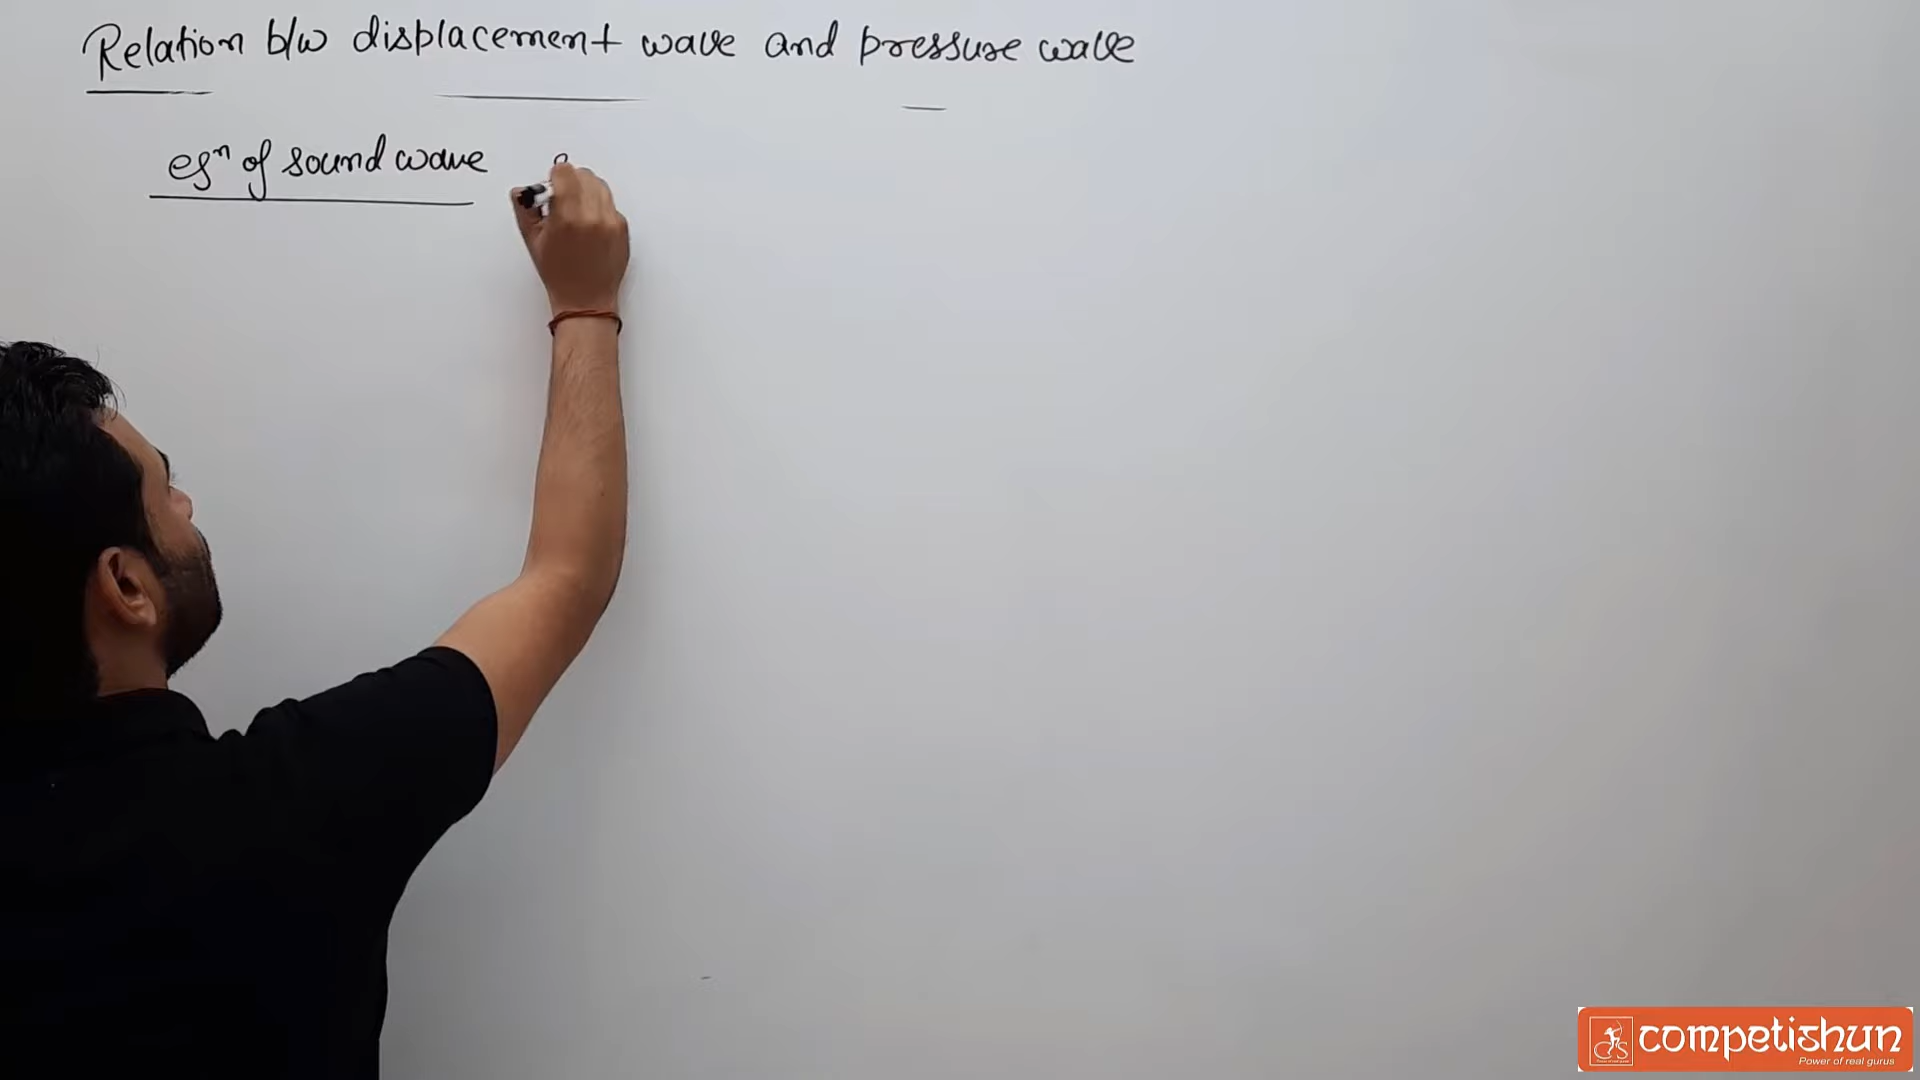 Relation b/w displacement wave and pressure wave
eqⁿ of sound wave
competishun
Power of real gurus